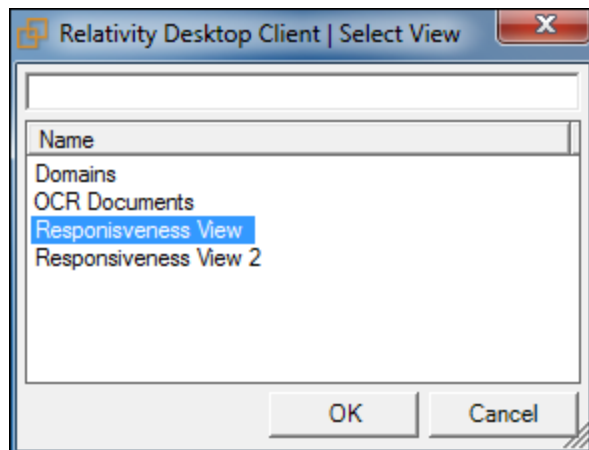 Relativity Desktop Client | Select View
Name
Domains
OCR Documents
Responisveness View
Responsiveness View 2
OK
Cancel